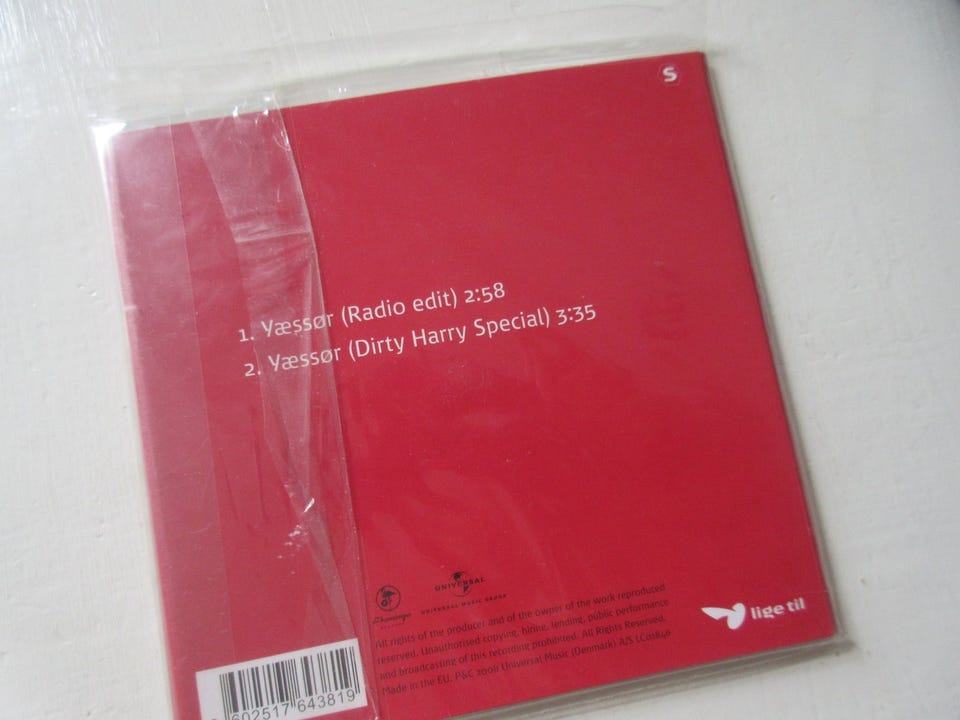 S
1. Yæssør (Radio edit) 2:58
2. Yæssør (Dirty Harry Special) 3:35
Flamingo
UNIVERSAL
UNIVERSAL MUSIC GROUP
All rights of the producer and of the owner of the work reproduced
reserved. Unauthorised copying, hiring, lending, public performance
and broadcasting of this recording prohibited. All Rights Reserved.
Made in the EU. P&C 2008 Universal Music (Denmark) A/S LC01846
lige til
602517 643819